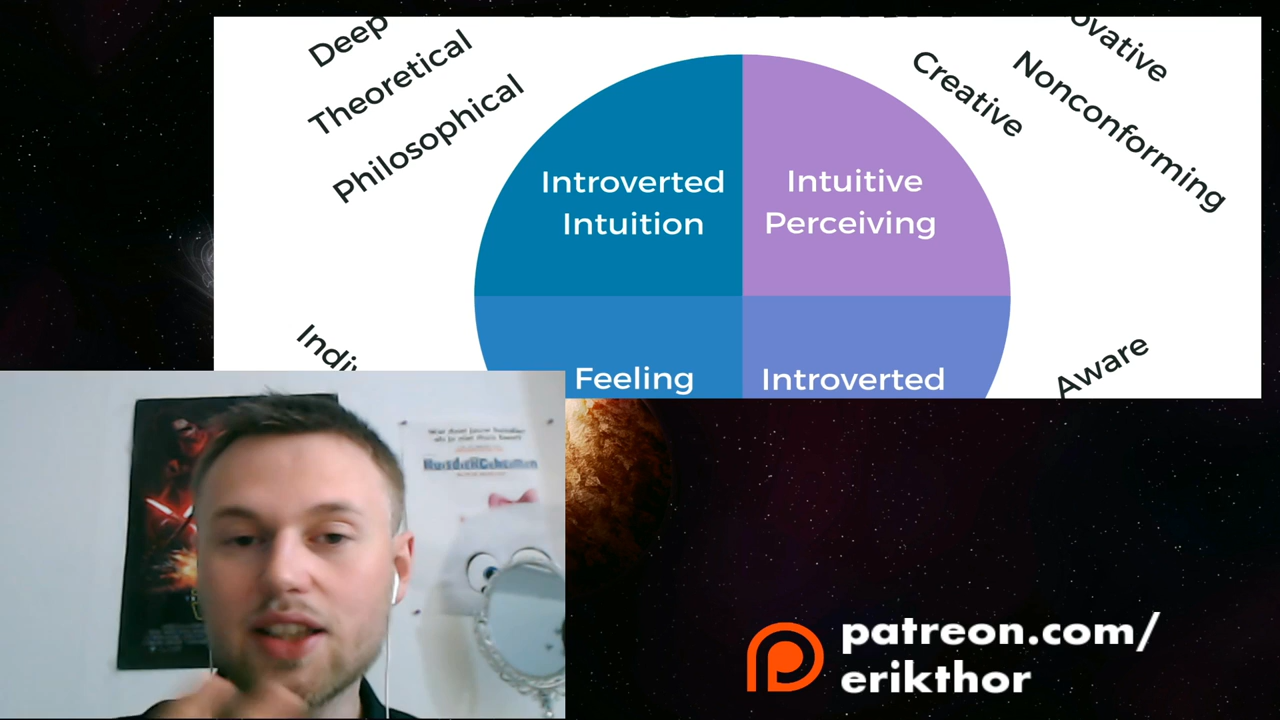 Deep
Theoretical
Philosophical
Creative
Nonconforming
Introverted
Intuition
Intuitive
Perceiving
Aware
Feeling
Introverted
patreon.com/
erikthor